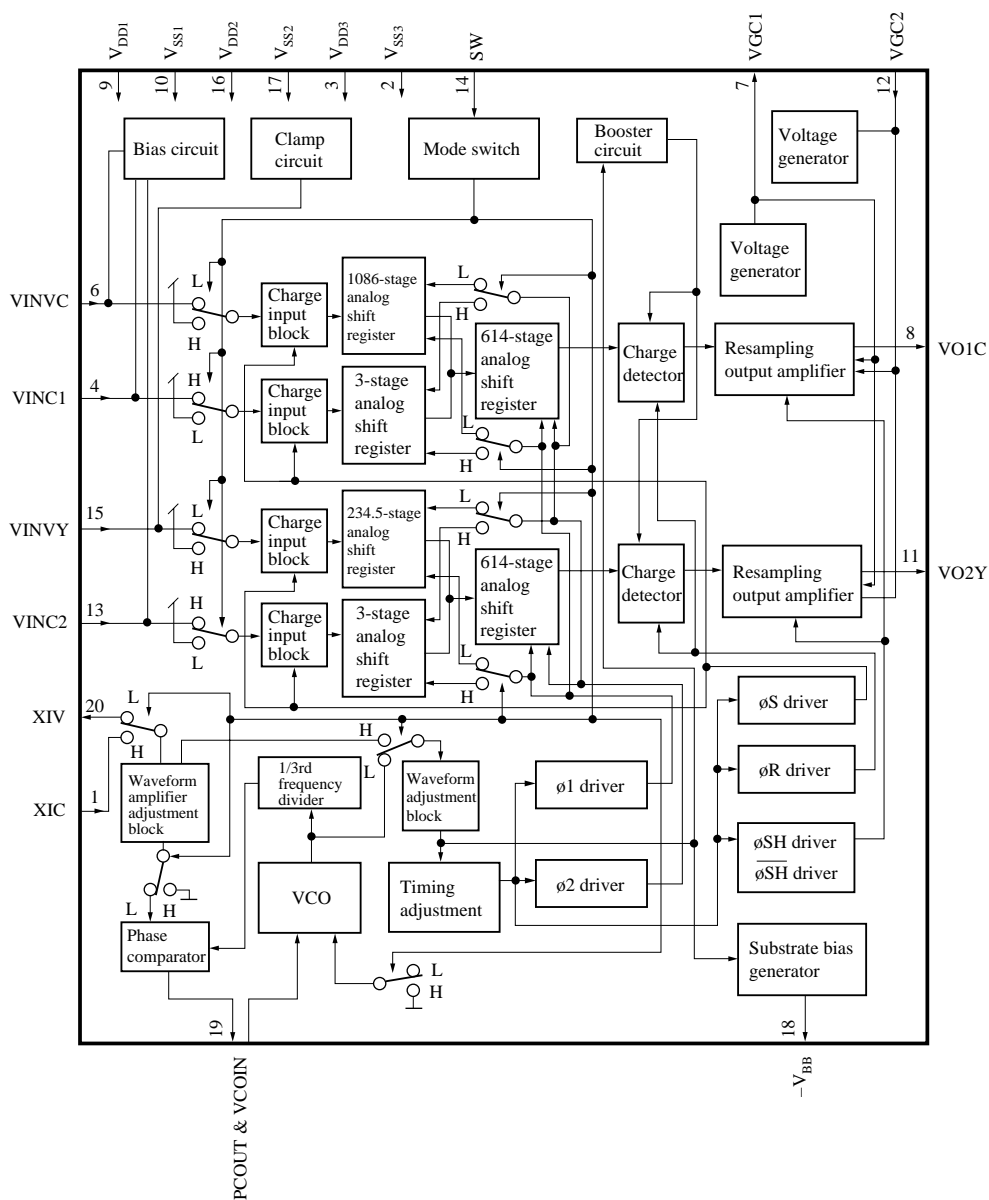 VDD1
VSS1
VDD2
VSS2
VDD3
VSS3
SW
VGC1
VGC2
9
10
16
17
3
2
14
7
12
Bias circuit
Clamp
circuit
Mode switch
Booster
circuit
Voltage
generator
Voltage
generator
VINVC
6
L
H
Charge
input
block
1086-stage
analog
shift
register
L
H
614-stage
analog
shift
register
Charge
detector
Resampling
output amplifier
8
VO1C
VINC1
4
H
L
Charge
input
block
3-stage
analog
shift
register
L
H
VINVY
15
L
H
Charge
input
block
234.5-stage
analog
shift
register
L
H
614-stage
analog
shift
register
Charge
detector
Resampling
output amplifier
11
VO2Y
VINC2
13
H
L
Charge
input
block
3-stage
analog
shift
register
L
H
XIV
20
L
H
XIC
1
Waveform
amplifier
adjustment
block
1/3rd
frequency
divider
H
L
Waveform
adjustment
block
ø1 driver
øS driver
øR driver
øSH driver
øSH driver
L
H
VCO
Timing
adjustment
ø2 driver
Phase
comparator
L
H
Substrate bias
generator
19
18
PCOUT & VCOIN
–VBB